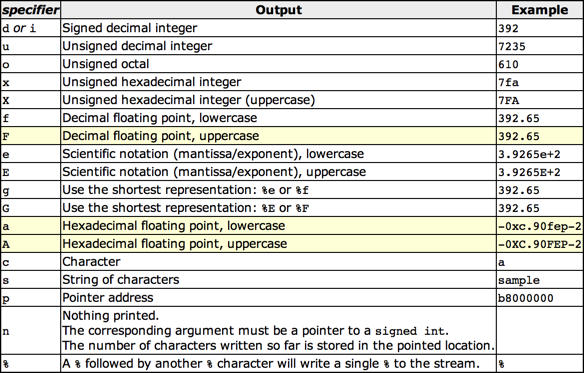 specifier Output Example
d or i Signed decimal integer 392
u Unsigned decimal integer 7235
o Unsigned octal 610
x Unsigned hexadecimal integer 7fa
X Unsigned hexadecimal integer (uppercase) 7FA
f Decimal floating point, lowercase 392.65
F Decimal floating point, uppercase 392.65
e Scientific notation (mantissa/exponent), lowercase 3.9265e+2
E Scientific notation (mantissa/exponent), uppercase 3.9265E+2
g Use the shortest representation: %e or %f 392.65
G Use the shortest representation: %E or %F 392.65
a Hexadecimal floating point, lowercase -0xc.90fep-2
A Hexadecimal floating point, uppercase -0XC.90FEP-2
c Character a
s String of characters sample
p Pointer address b8000000
Nothing printed.
n The corresponding argument must be a pointer to a signed int.
The number of characters written so far is stored in the pointed location.
% A % followed by another % character will write a single % to the stream. %